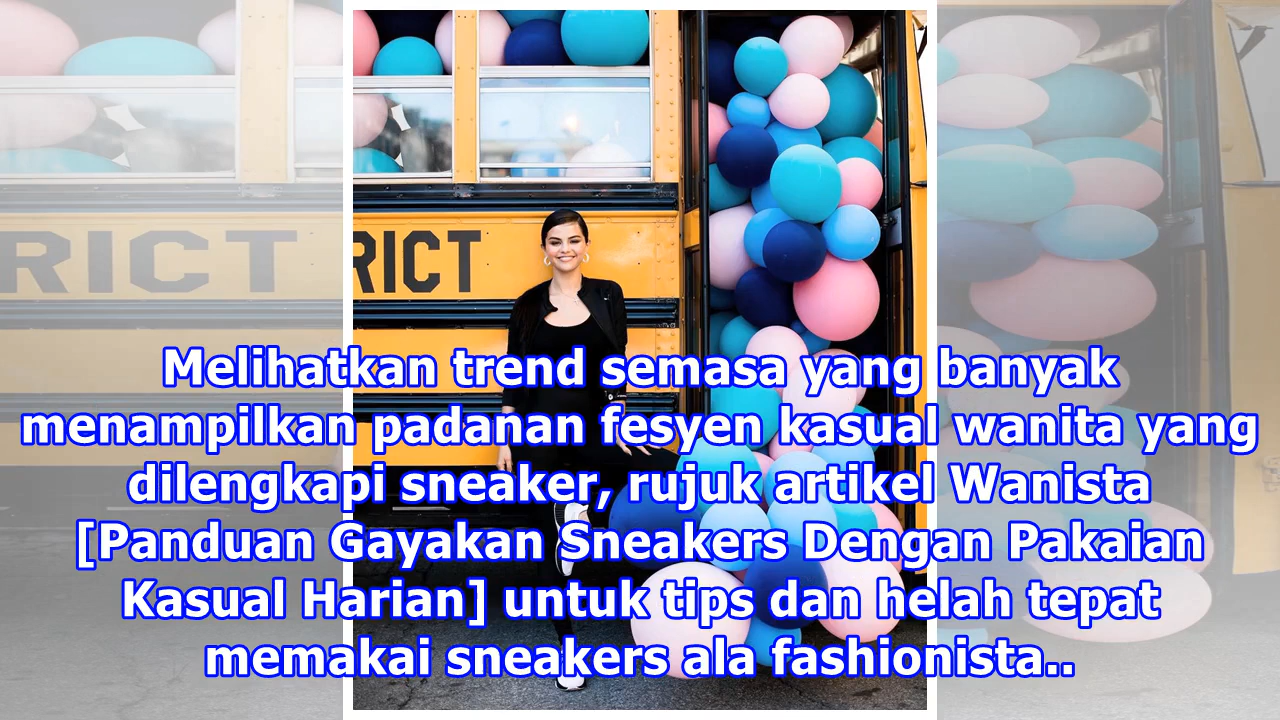 RICT
RICT
Melihatkan trend semasa yang banyak
menampilkan padanan fesyen kasual wanita yang
dilengkapi sneaker, rujuk artikel Wanista
[Panduan Gayakan Sneakers Dengan Pakaian
Kasual Harian] untuk tips dan helah tepat
memakai sneakers ala fashionista..